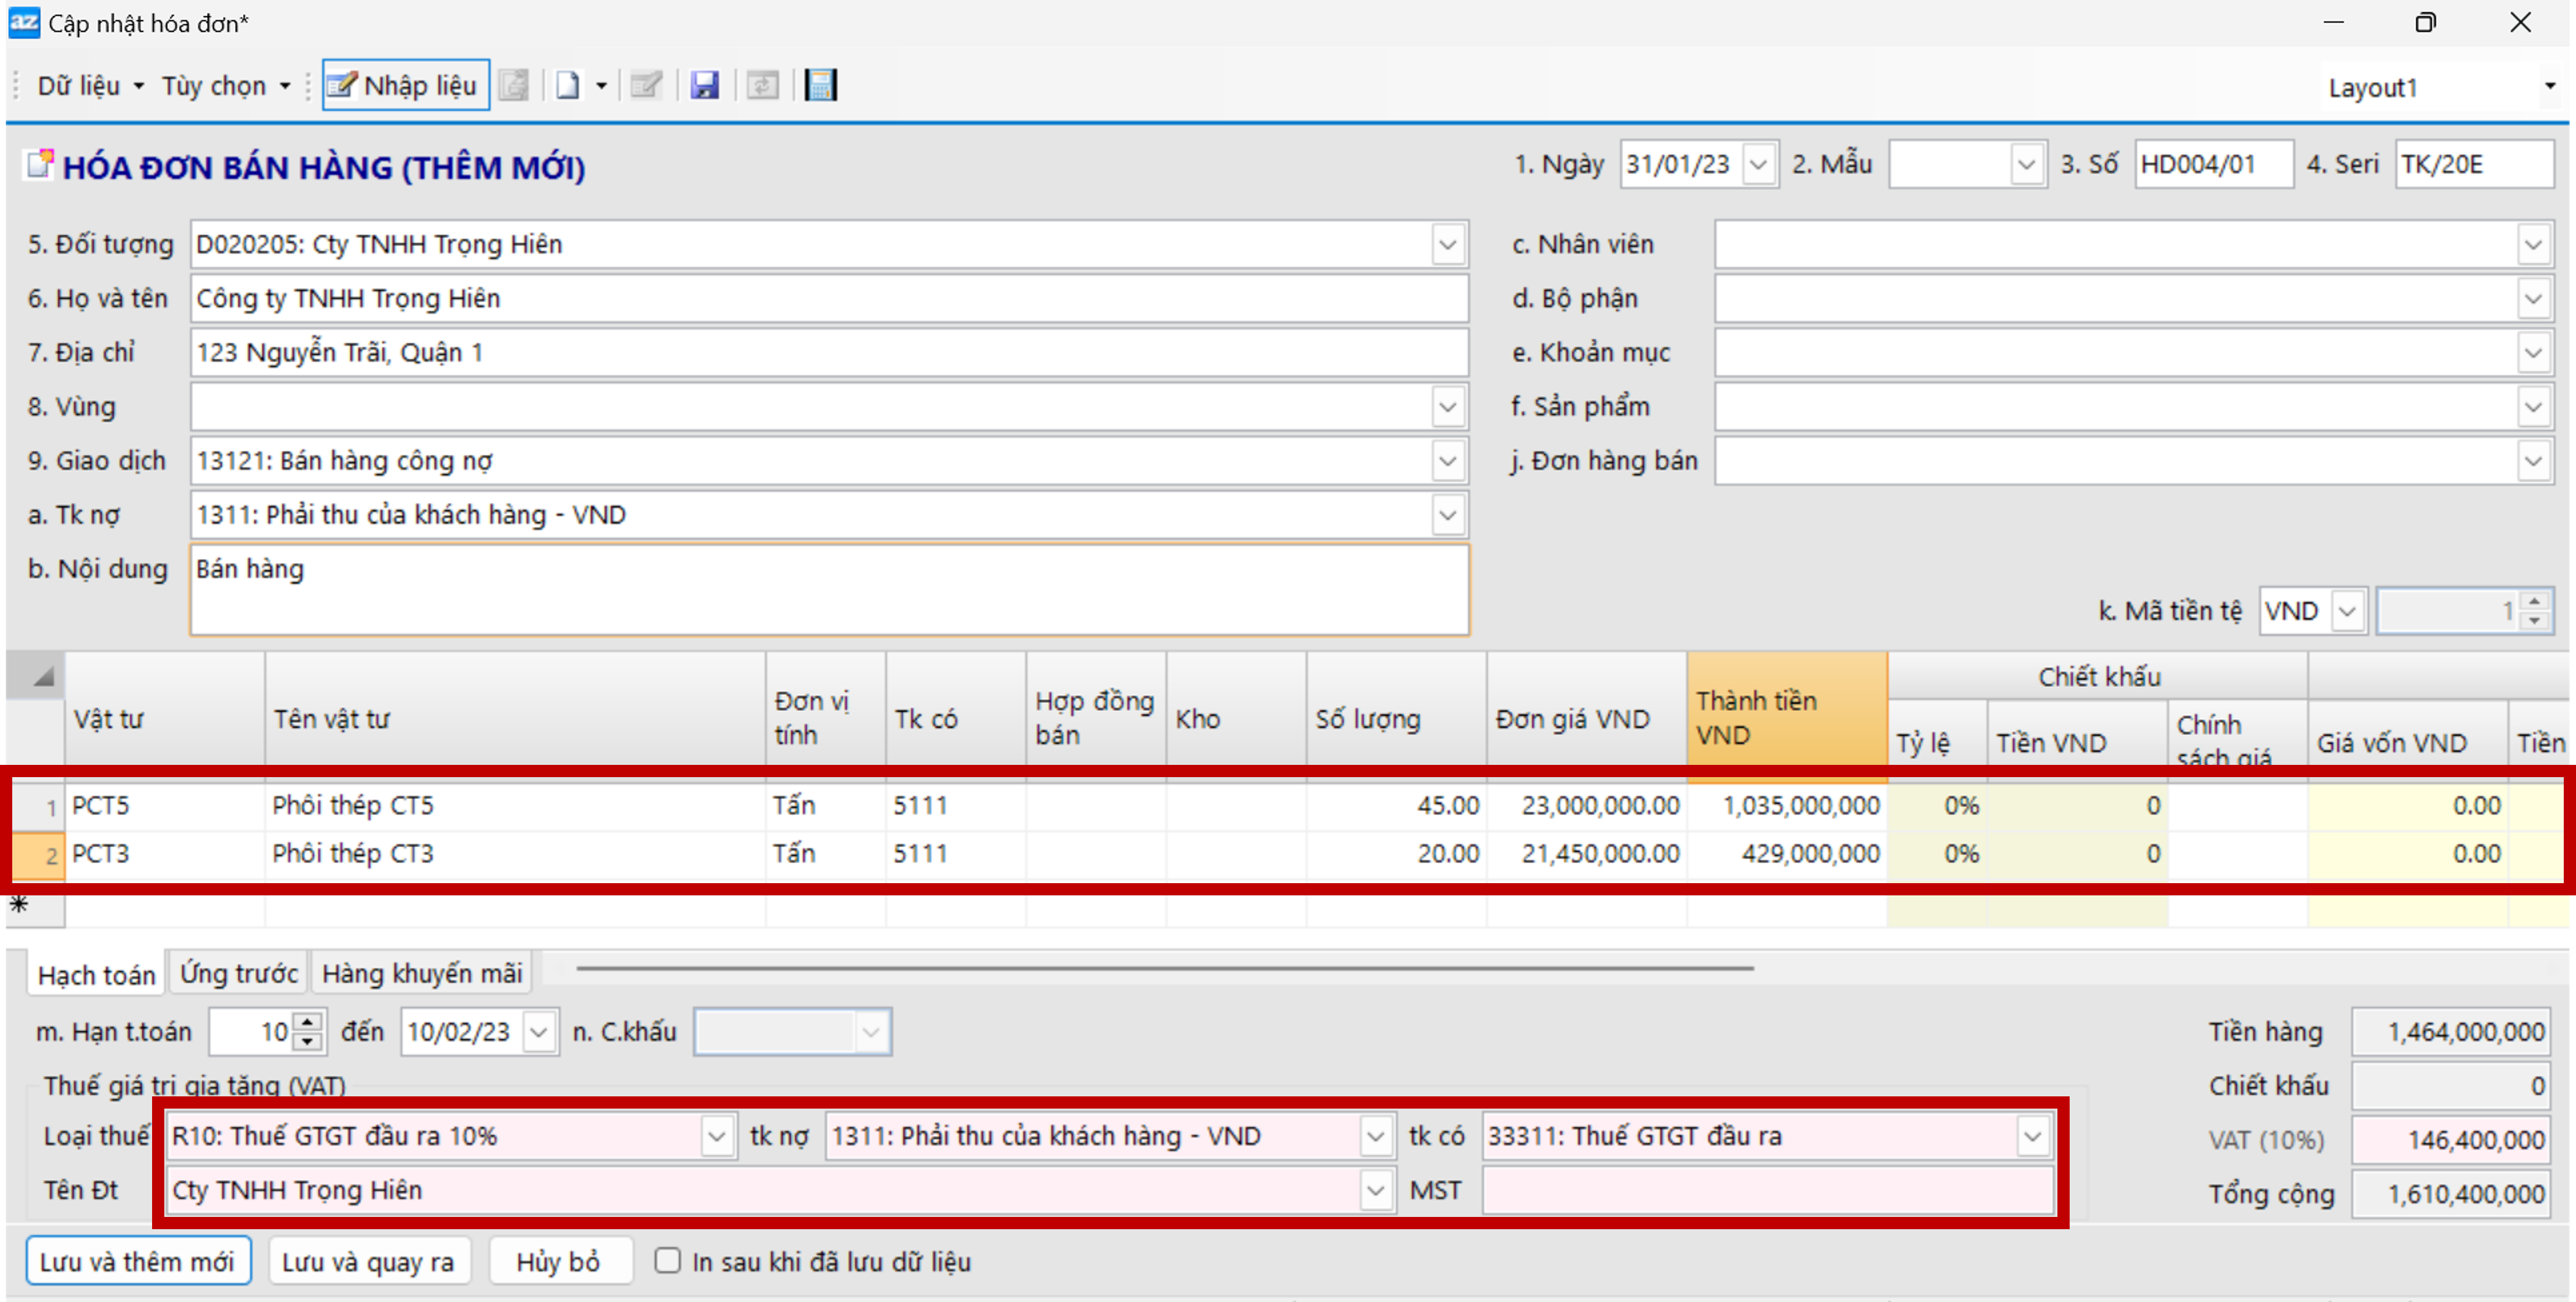 az Cập nhật hóa đơn*
Dữ liệu Tùy chọn Nhập liệu Layout1
HÓA ĐƠN BÁN HÀNG (THÊM MỚI) 1. Ngày 31/01/23 2. Mẫu 3. Số HD004/01 4. Seri TK/20E
5. Đối tượng D020205: Cty TNHH Trọng Hiên c. Nhân viên
6. Họ và tên Công ty TNHH Trọng Hiên d. Bộ phận
7. Địa chỉ 123 Nguyễn Trãi, Quận 1 e. Khoản mục
8. Vùng f. Sản phẩm
9. Giao dịch 13121: Bán hàng công nợ j. Đơn hàng bán
a. Tk nợ 1311: Phải thu của khách hàng - VND
b. Nội dung Bán hàng
k. Mã tiền tệ VND 1
Vật tư Tên vật tư Đơn vị tính Tk có Hợp đồng bán Kho Số lượng Đơn giá VND Thành tiền VND Chiết khấu Tỷ lệ Tiền VND Chính sách giá Giá vốn VND Tiền
1 PCT5 Phôi thép CT5 Tấn 5111 45.00 23,000,000.00 1,035,000,000 0% 0 0.00
2 PCT3 Phôi thép CT3 Tấn 5111 20.00 21,450,000.00 429,000,000 0% 0 0.00
*
Hạch toán Ứng trước Hàng khuyến mãi
m. Hạn t.toán 10 đến 10/02/23 n. C.khấu Tiền hàng 1,464,000,000
Thuế giá trị gia tăng (VAT) Chiết khấu 0
Loại thuế R10: Thuế GTGT đầu ra 10% tk nợ 1311: Phải thu của khách hàng - VND tk có 33311: Thuế GTGT đầu ra VAT (10%) 146,400,000
Tên Đt Cty TNHH Trọng Hiên MST Tổng cộng 1,610,400,000
Lưu và thêm mới Lưu và quay ra Hủy bỏ In sau khi đã lưu dữ liệu